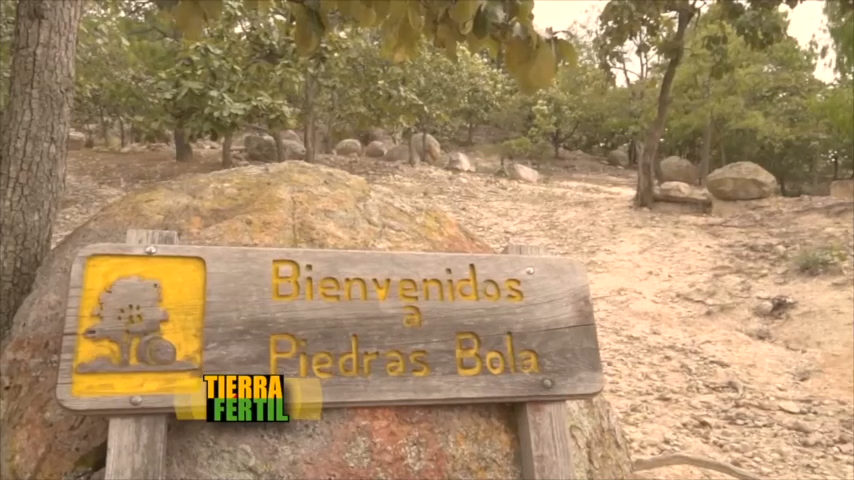 Bienvenidos
a
Piedras Bola
TIERRA
FERTIL